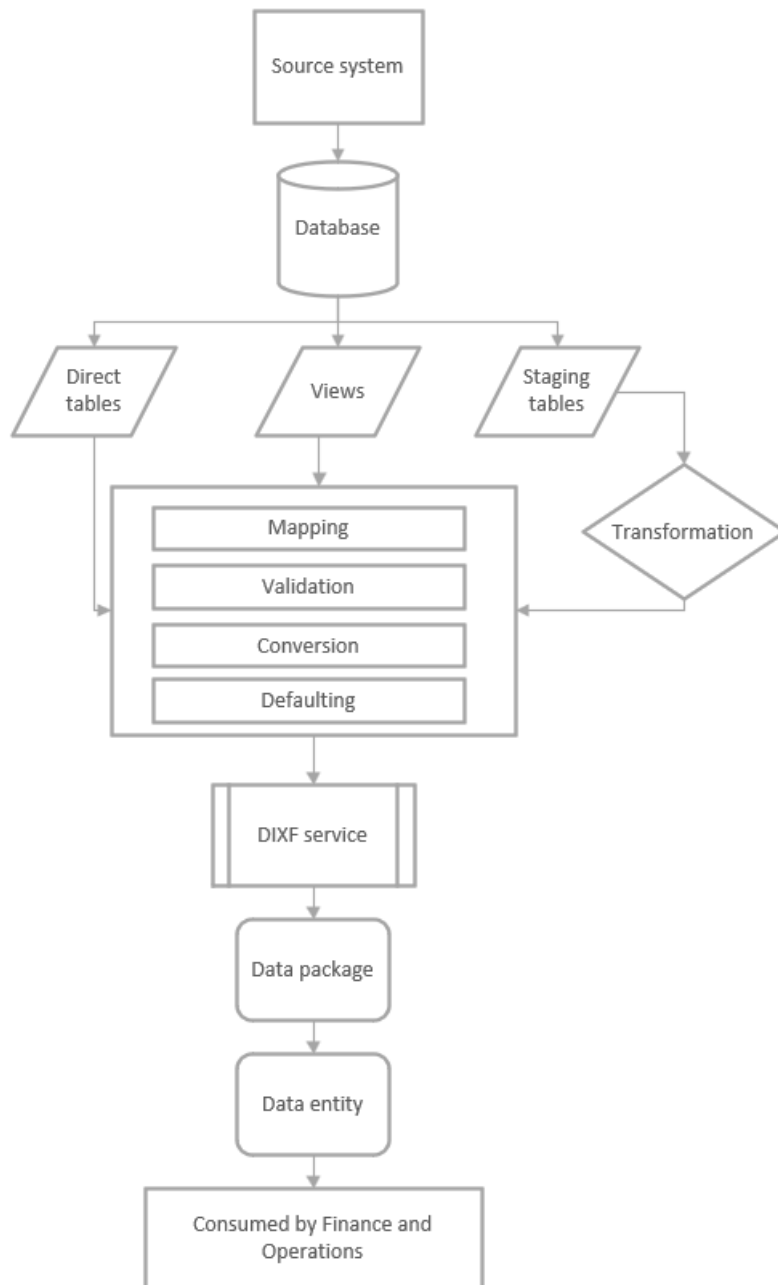 Source system
Database
Direct
tables
Views
Staging
tables
Transformation
Mapping
Validation
Conversion
Defaulting
DIXF service
Data package
Data entity
Consumed by Finance and
Operations